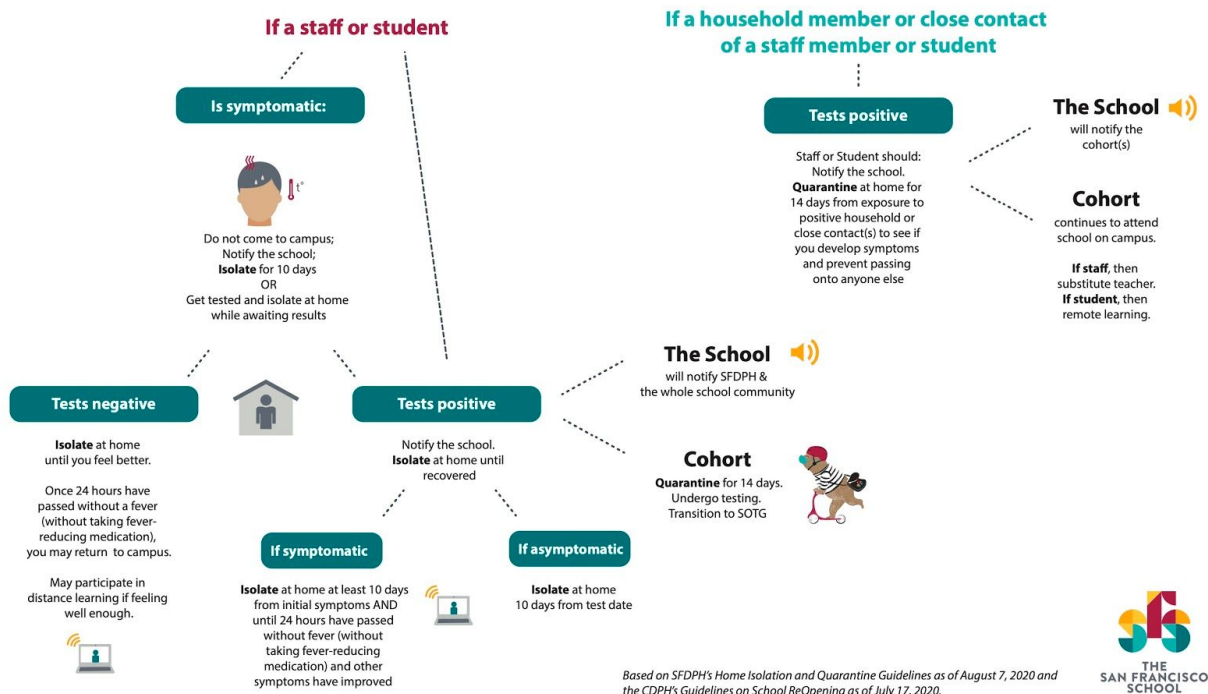 If a staff or student
Is symptomatic:
t°
Do not come to campus;
Notify the school;
Isolate for 10 days
OR
Get tested and isolate at home
while awaiting results
Tests negative
Isolate at home
until you feel better.
Once 24 hours have
passed without a fever
(without taking fever-
reducing medication),
you may return to campus.
May participate in
distance learning if feeling
well enough.
Tests positive
Notify the school.
Isolate at home until
recovered
If symptomatic
Isolate at home at least 10 days
from initial symptoms AND
until 24 hours have passed
without fever (without
taking fever-reducing
medication) and other
symptoms have improved
If asymptomatic
Isolate at home
10 days from test date
The School
will notify SFDPH &
the whole school community
Cohort
Quarantine for 14 days.
Undergo testing.
Transition to SOTG
If a household member or close contact
of a staff member or student
Tests positive
Staff or Student should:
Notify the school.
Quarantine at home for
14 days from exposure to
positive household or
close contact(s) to see if
you develop symptoms
and prevent passing
onto anyone else
The School
will notify the
cohort(s)
Cohort
continues to attend
school on campus.
If staff, then
substitute teacher.
If student, then
remote learning.
Based on SFDPH's Home Isolation and Quarantine Guidelines as of August 7, 2020 and
the CDPH's Guidelines on School ReOpening as of July 17, 2020.
sfs
THE
SAN FRANCISCO
SCHOOL